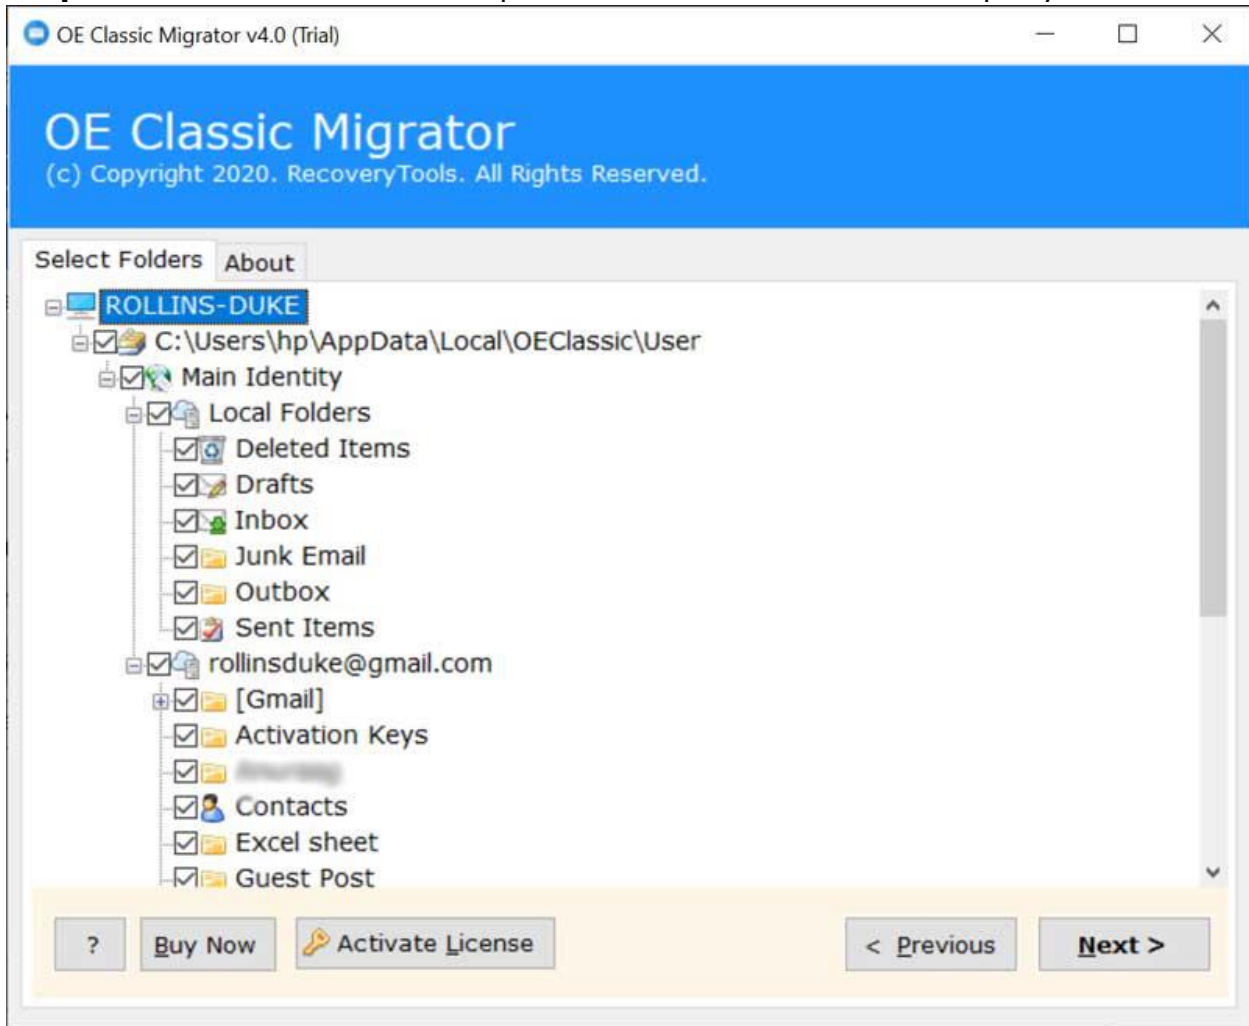 OE Classic Migrator v4.0 (Trial)
OE Classic Migrator
(c) Copyright 2020. RecoveryTools. All Rights Reserved.
Select Folders About
ROLLINS-DUKE
C:\Users\hp\AppData\Local\OEClassic\User
Main Identity
Local Folders
Deleted Items
Drafts
Inbox
Junk Email
Outbox
Sent Items
rollinsduke@gmail.com
[Gmail]
Activation Keys
Contacts
Excel sheet
Guest Post
? Buy Now Activate License < Previous Next >